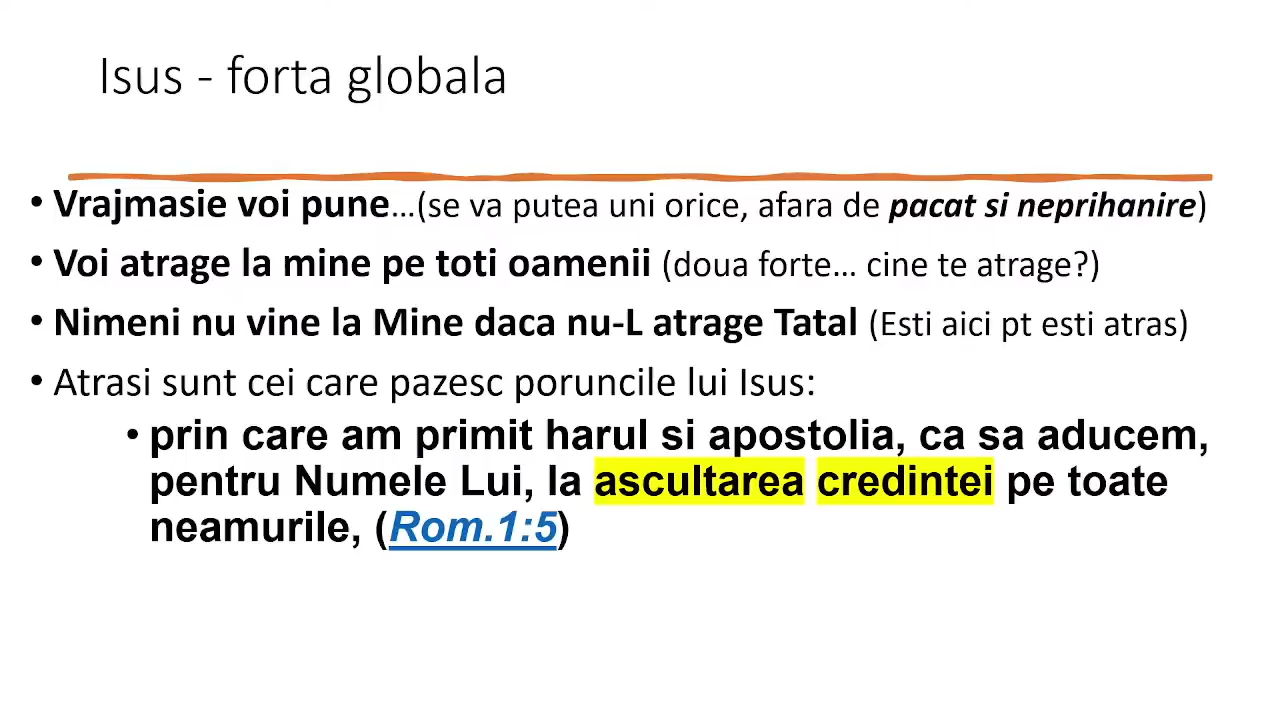 Isus - forta globala
• Vrajmasie voi pune…(se va putea uni orice, afara de pacat si neprihanire)
• Voi atrage la mine pe toti oamenii (doua forte… cine te atrage?)
• Nimeni nu vine la Mine daca nu-L atrage Tatal (Esti aici pt esti atras)
• Atrasi sunt cei care pazesc poruncile lui Isus:
• prin care am primit harul si apostolia, ca sa aducem,
pentru Numele Lui, la ascultarea credintei pe toate
neamurile, (Rom.1:5)